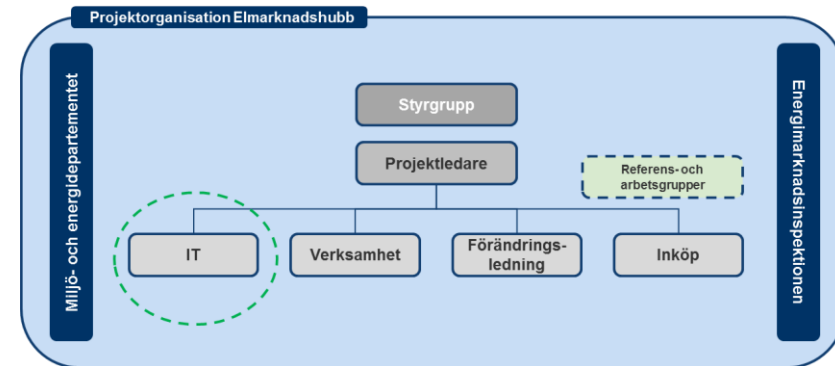 Projektorganisation Elmarknadshubb
Miljö- och energidepartementet
Styrgrupp
Projektledare
Referens- och
arbetsgrupper
IT
Verksamhet
Förändrings-
ledning
Inköp
Energimarknadsinspektionen